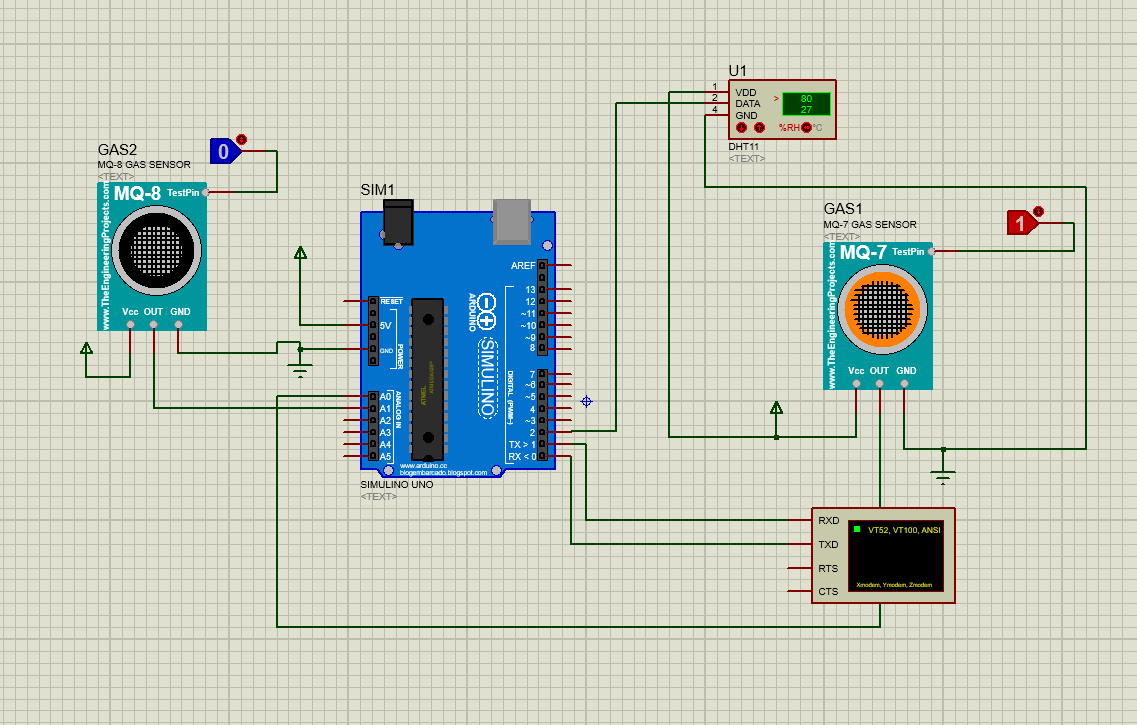 U1
1
VDD
2
DATA
4
GND
>
80
27
%RH
°C
DHT11
<TEXT>
GAS2
MQ-8 GAS SENSOR
<TEXT>
0
MQ-8
TestPin
www.TheEngineeringProjects.com
Vcc OUT GND
SIM1
AREF
13
12
~11
~10
~9
8
RESET
5V
GND
POWER
ARDUINO
SIMULINO
ATMEL
DIGITAL (PWM~)
7
~6
~5
4
~3
2
TX > 1
RX < 0
ANALOG IN
A0
A1
A2
A3
A4
A5
www.arduino.cc
blogembarcado.blogspot.com
SIMULINO UNO
<TEXT>
GAS1
MQ-7 GAS SENSOR
<TEXT>
1
MQ-7
TestPin
www.TheEngineeringProjects.com
Vcc OUT GND
RXD
TXD
RTS
CTS
VT52, VT100, ANSI
Xmodem, Ymodem, Zmodem